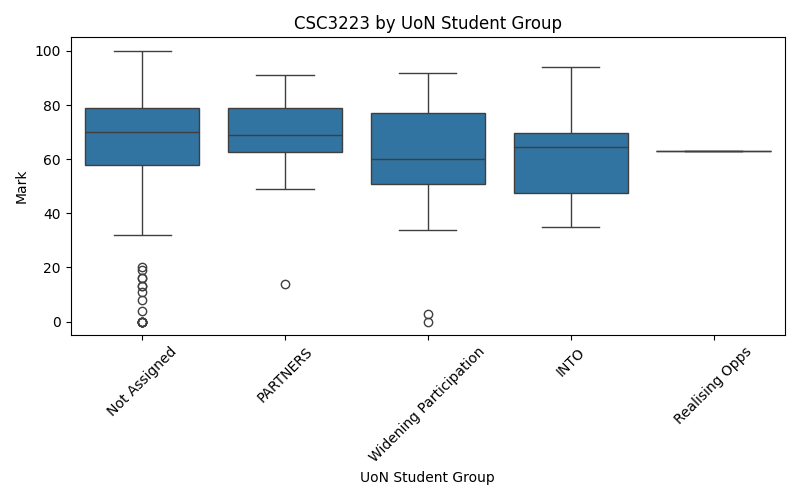 CSC3223 by UoN Student Group
100
80
60
40
20
0
Mark
Not Assigned
PARTNERS
Widening Participation
INTO
Realising Opps
UoN Student Group